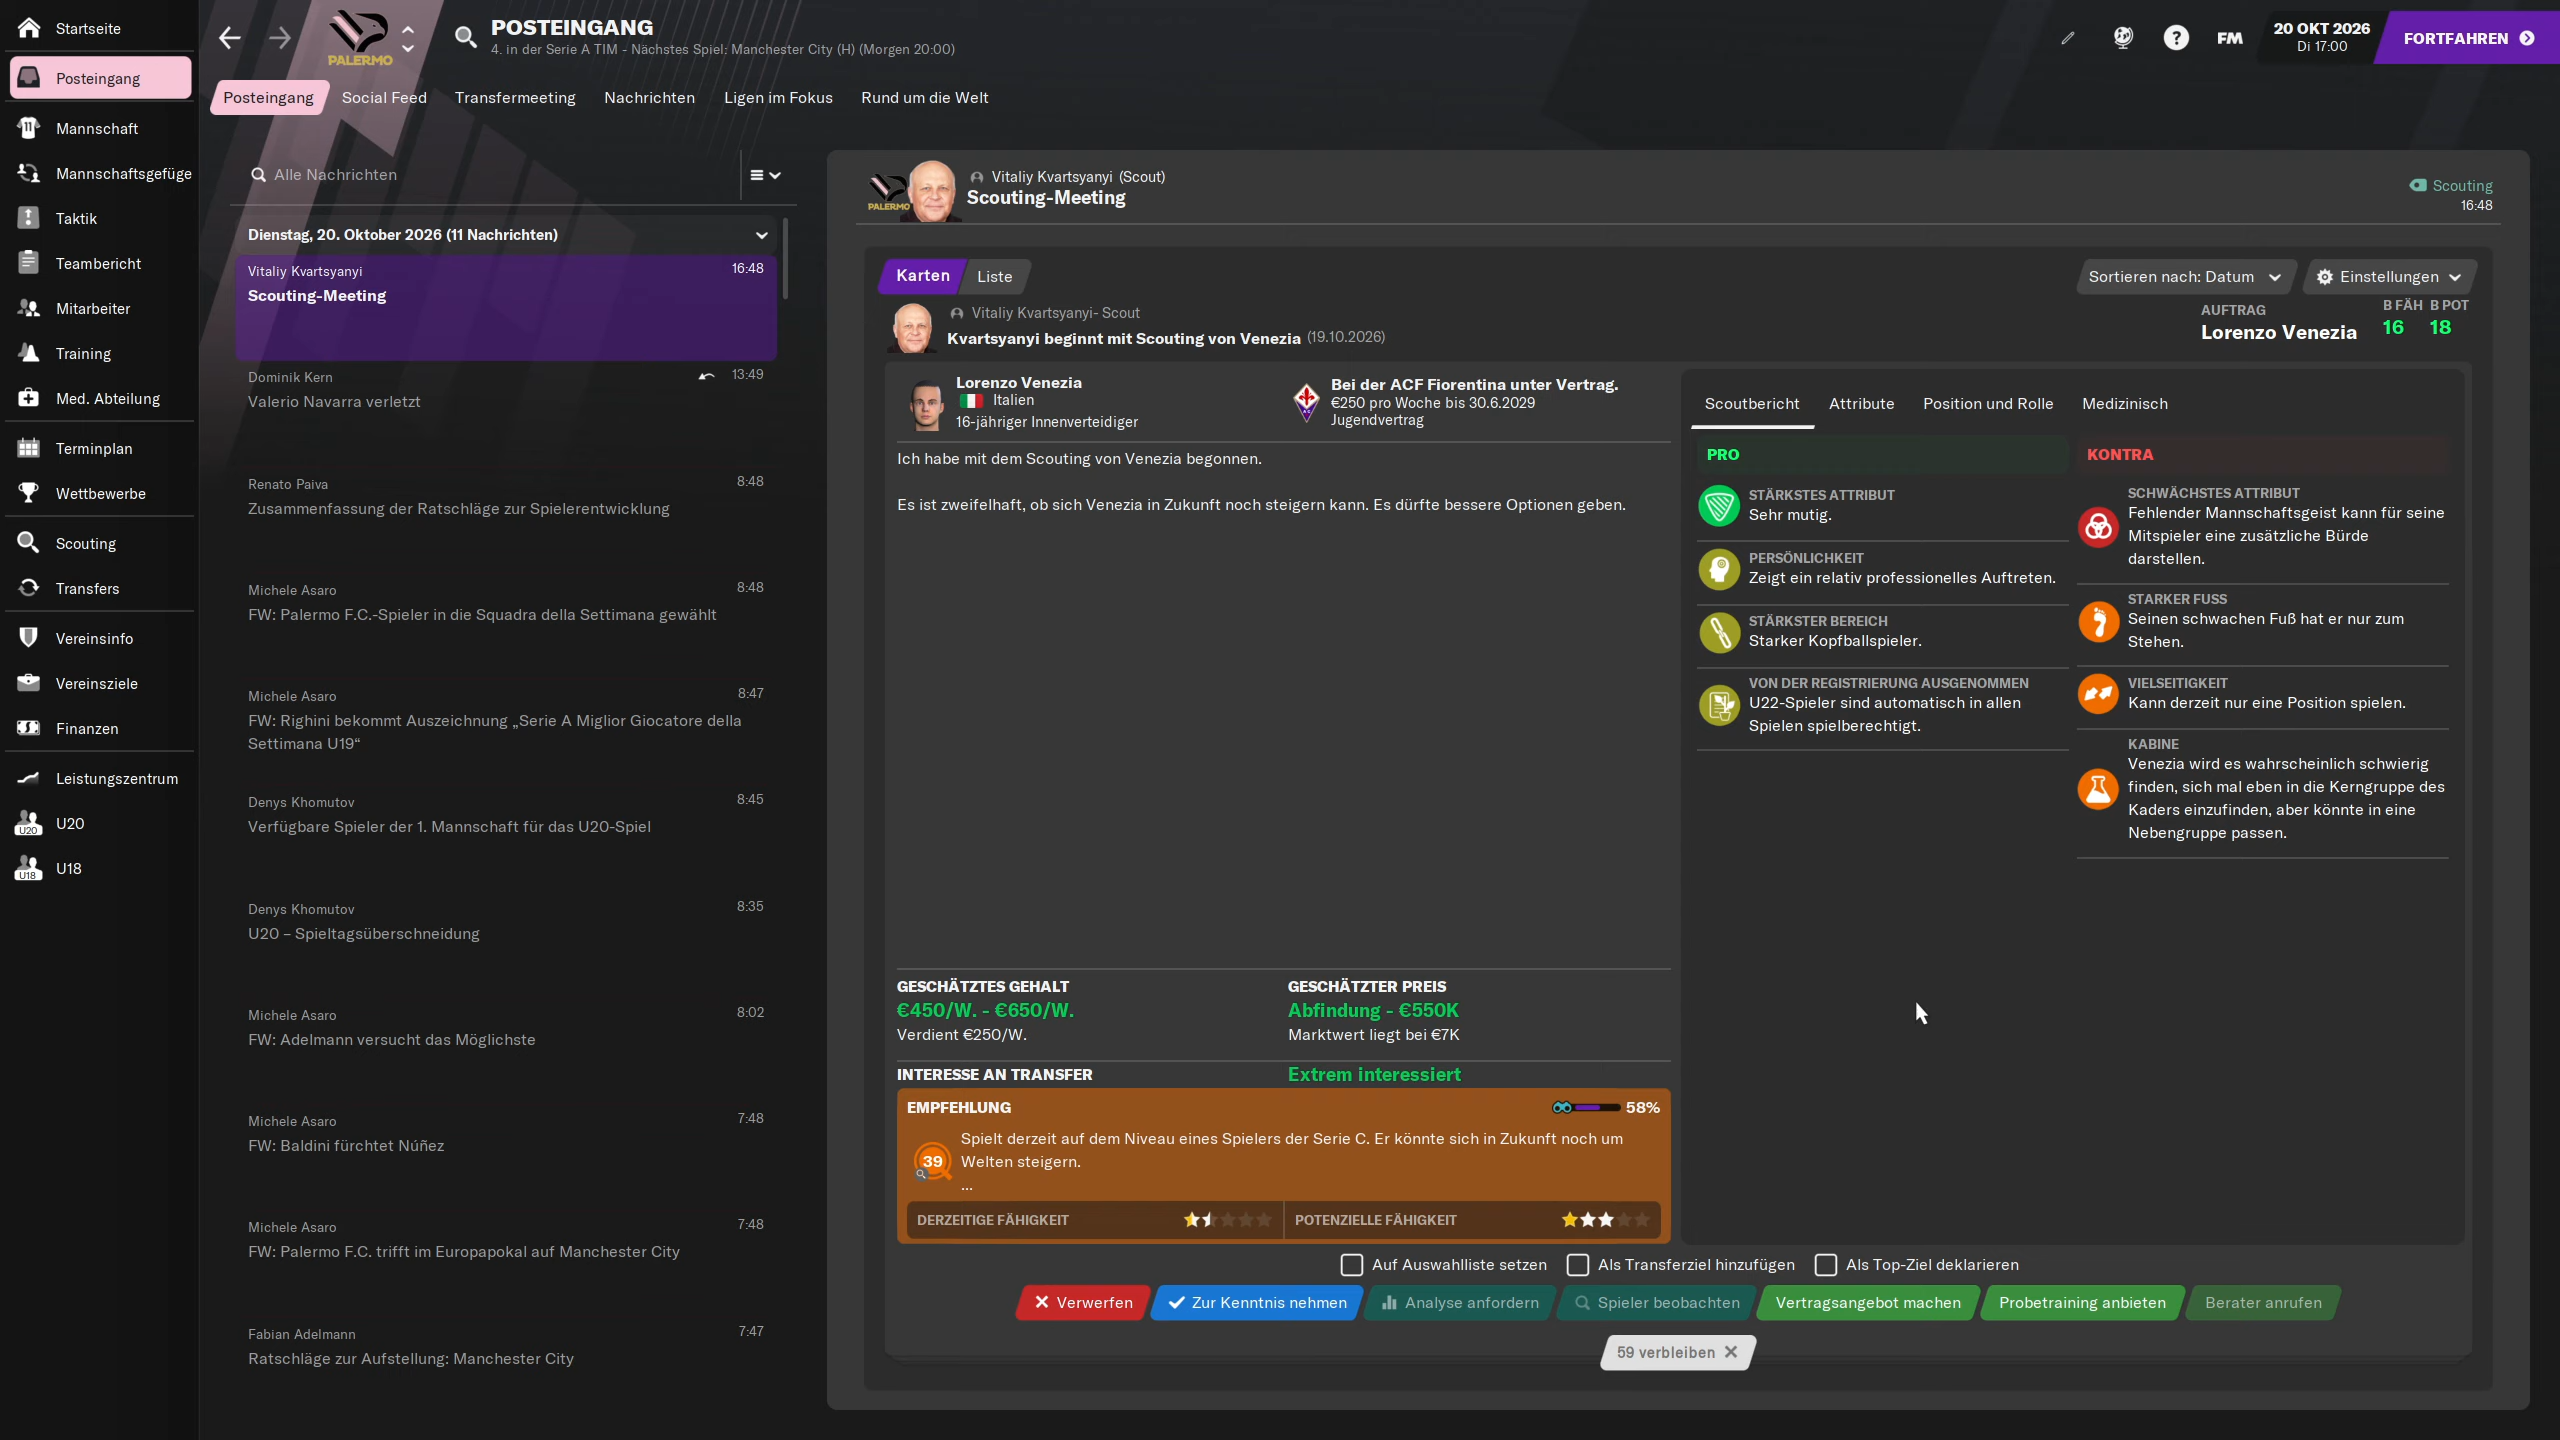 Startseite
Posteingang
Mannschaft
Mannschaftsgefüge
Taktik
Teambericht
Mitarbeiter
Training
Med. Abteilung
Terminplan
Wettbewerbe
Scouting
Transfers
Vereinsinfo
Vereinsziele
Finanzen
Leistungszentrum
U20
U20
U18
U18
PALERMO
POSTEINGANG
4. in der Serie A TIM - Nächstes Spiel: Manchester City (H) (Morgen 20:00)
FM
20 OKT 2026
Di 17:00
FORTFAHREN
Posteingang Social Feed Transfermeeting Nachrichten Ligen im Fokus Rund um die Welt
Alle Nachrichten
Dienstag, 20. Oktober 2026 (11 Nachrichten)
Vitaliy Kvartsyanyi 16:48
Scouting-Meeting
Dominik Kern 13:49
Valerio Navarra verletzt
Renato Paiva 8:48
Zusammenfassung der Ratschläge zur Spielerentwicklung
Michele Asaro 8:48
FW: Palermo F.C.-Spieler in die Squadra della Settimana gewählt
Michele Asaro 8:47
FW: Righini bekommt Auszeichnung „Serie A Miglior Giocatore della
Settimana U19“
Denys Khomutov 8:45
Verfügbare Spieler der 1. Mannschaft für das U20-Spiel
Denys Khomutov 8:35
U20 – Spieltagsüberschneidung
Michele Asaro 8:02
FW: Adelmann versucht das Möglichste
Michele Asaro 7:48
FW: Baldini fürchtet Núñez
Michele Asaro 7:48
FW: Palermo F.C. trifft im Europapokal auf Manchester City
Fabian Adelmann 7:47
Ratschläge zur Aufstellung: Manchester City
PALERMO
Vitaliy Kvartsyanyi (Scout)
Scouting-Meeting
Scouting
16:48
Karten Liste
Sortieren nach: Datum Einstellungen
Vitaliy Kvartsyanyi- Scout
Kvartsyanyi beginnt mit Scouting von Venezia (19.10.2026)
AUFTRAG
Lorenzo Venezia
B FÄH B POT
16 18
Lorenzo Venezia
Italien
16-jähriger Innenverteidiger
Bei der ACF Fiorentina unter Vertrag.
€250 pro Woche bis 30.6.2029
Jugendvertrag
Ich habe mit dem Scouting von Venezia begonnen.
Es ist zweifelhaft, ob sich Venezia in Zukunft noch steigern kann. Es dürfte bessere Optionen geben.
Scoutbericht Attribute Position und Rolle Medizinisch
PRO
STÄRKSTES ATTRIBUT
Sehr mutig.
PERSÖNLICHKEIT
Zeigt ein relativ professionelles Auftreten.
STÄRKSTER BEREICH
Starker Kopfballspieler.
VON DER REGISTRIERUNG AUSGENOMMEN
U22-Spieler sind automatisch in allen
Spielen spielberechtigt.
KONTRA
SCHWÄCHSTES ATTRIBUT
Fehlender Mannschaftsgeist kann für seine
Mitspieler eine zusätzliche Bürde
darstellen.
STARKER FUSS
Seinen schwachen Fuß hat er nur zum
Stehen.
VIELSEITIGKEIT
Kann derzeit nur eine Position spielen.
KABINE
Venezia wird es wahrscheinlich schwierig
finden, sich mal eben in die Kerngruppe des
Kaders einzufinden, aber könnte in eine
Nebengruppe passen.
GESCHÄTZTES GEHALT
€450/W. - €650/W.
Verdient €250/W.
GESCHÄTZTER PREIS
Abfindung - €550K
Marktwert liegt bei €7K
INTERESSE AN TRANSFER Extrem interessiert
EMPFEHLUNG 58%
39
Spielt derzeit auf dem Niveau eines Spielers der Serie C. Er könnte sich in Zukunft noch um
Welten steigern.
...
DERZEITIGE FÄHIGKEIT POTENZIELLE FÄHIGKEIT
Auf Auswahlliste setzen Als Transferziel hinzufügen Als Top-Ziel deklarieren
Verwerfen Zur Kenntnis nehmen Analyse anfordern Spieler beobachten Vertragsangebot machen Probetraining anbieten Berater anrufen
59 verbleiben